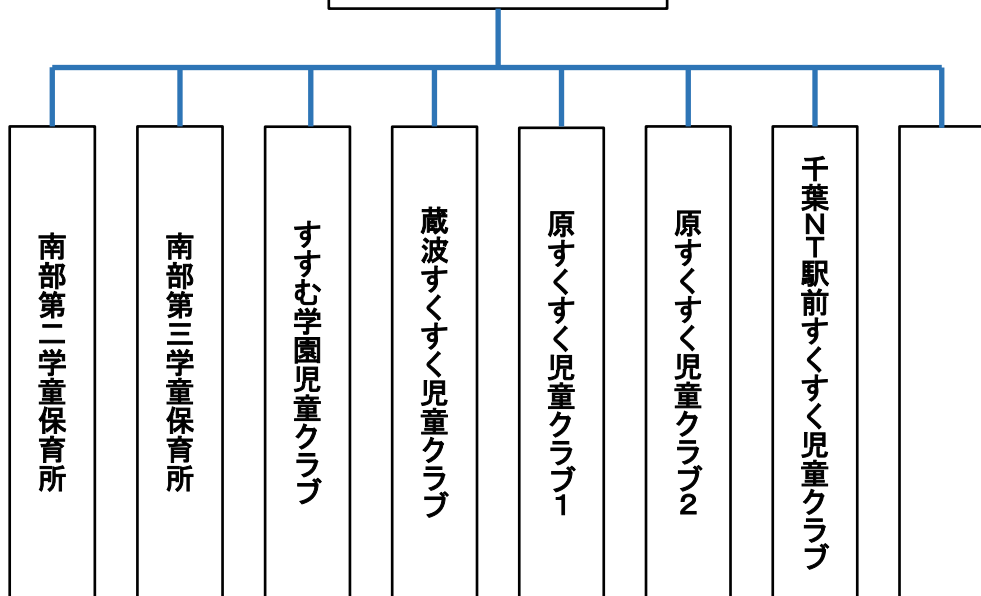 南部第二学童保育所
南部第三学童保育所
すすむ学園児童クラブ
蔵波すくすく児童クラブ
原すくすく児童クラブ1
原すくすく児童クラブ2
千葉NT駅前すくすく児童クラブ